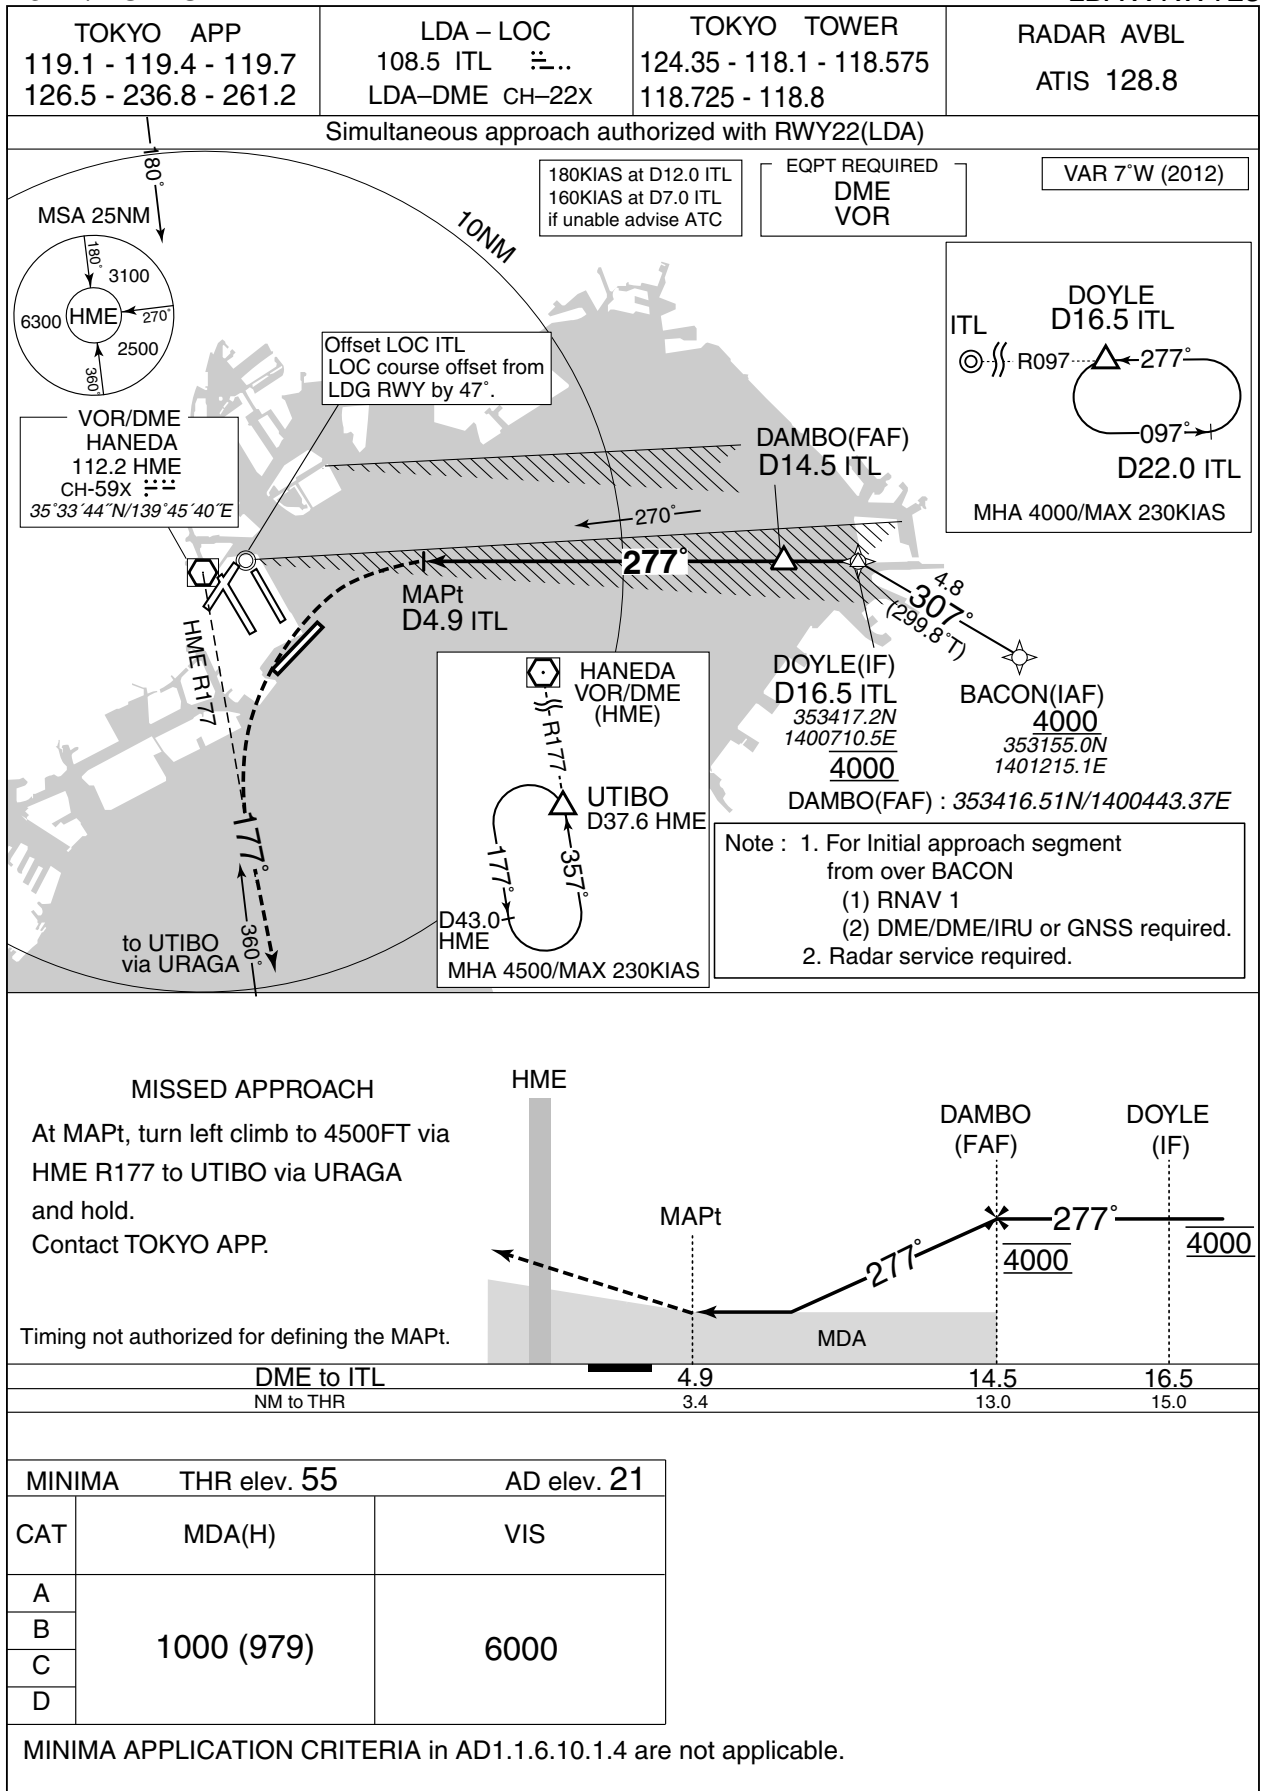 TOKYO APP
119.1 - 119.4 - 119.7
126.5 - 236.8 - 261.2
LDA – LOC
108.5 ITL
LDA–DME CH–22X
TOKYO TOWER
124.35 - 118.1 - 118.575
118.725 - 118.8
RADAR AVBL
ATIS 128.8
Simultaneous approach authorized with RWY22(LDA)
180°
MSA 25NM
180°
3100
6300
HME
270°
2500
360°
10NM
180KIAS at D12.0 ITL
160KIAS at D7.0 ITL
if unable advise ATC
EQPT REQUIRED
DME
VOR
VAR 7°W (2012)
DOYLE
D16.5 ITL
ITL
R097
277°
097°
D22.0 ITL
MHA 4000/MAX 230KIAS
Offset LOC ITL
LOC course offset from
LDG RWY by 47°.
VOR/DME
HANEDA
112.2 HME
CH-59X
35°33´44˝N/139°45´40˝E
DAMBO(FAF)
D14.5 ITL
270°
277°
MAPt
D4.9 ITL
4.8
307°
(299.8°T)
HME R177
DOYLE(IF)
D16.5 ITL
353417.2N
1400710.5E
4000
BACON(IAF)
4000
353155.0N
1401215.1E
DAMBO(FAF) : 353416.51N/1400443.37E
HANEDA
VOR/DME
(HME)
R177
UTIBO
D37.6 HME
177°
357°
D43.0
HME
MHA 4500/MAX 230KIAS
177°
360°
to UTIBO
via URAGA
Note : 1. For Initial approach segment
from over BACON
(1) RNAV 1
(2) DME/DME/IRU or GNSS required.
2. Radar service required.
MISSED APPROACH
At MAPt, turn left climb to 4500FT via
HME R177 to UTIBO via URAGA
and hold.
Contact TOKYO APP.
Timing not authorized for defining the MAPt.
HME
MAPt
DAMBO
(FAF)
DOYLE
(IF)
277°
277°
4000
4000
MDA
DME to ITL 4.9 14.5 16.5
NM to THR 3.4 13.0 15.0
MINIMA THR elev. 55 AD elev. 21
CAT MDA(H) VIS
A
B
C
D
1000 (979) 6000
MINIMA APPLICATION CRITERIA in AD1.1.6.10.1.4 are not applicable.